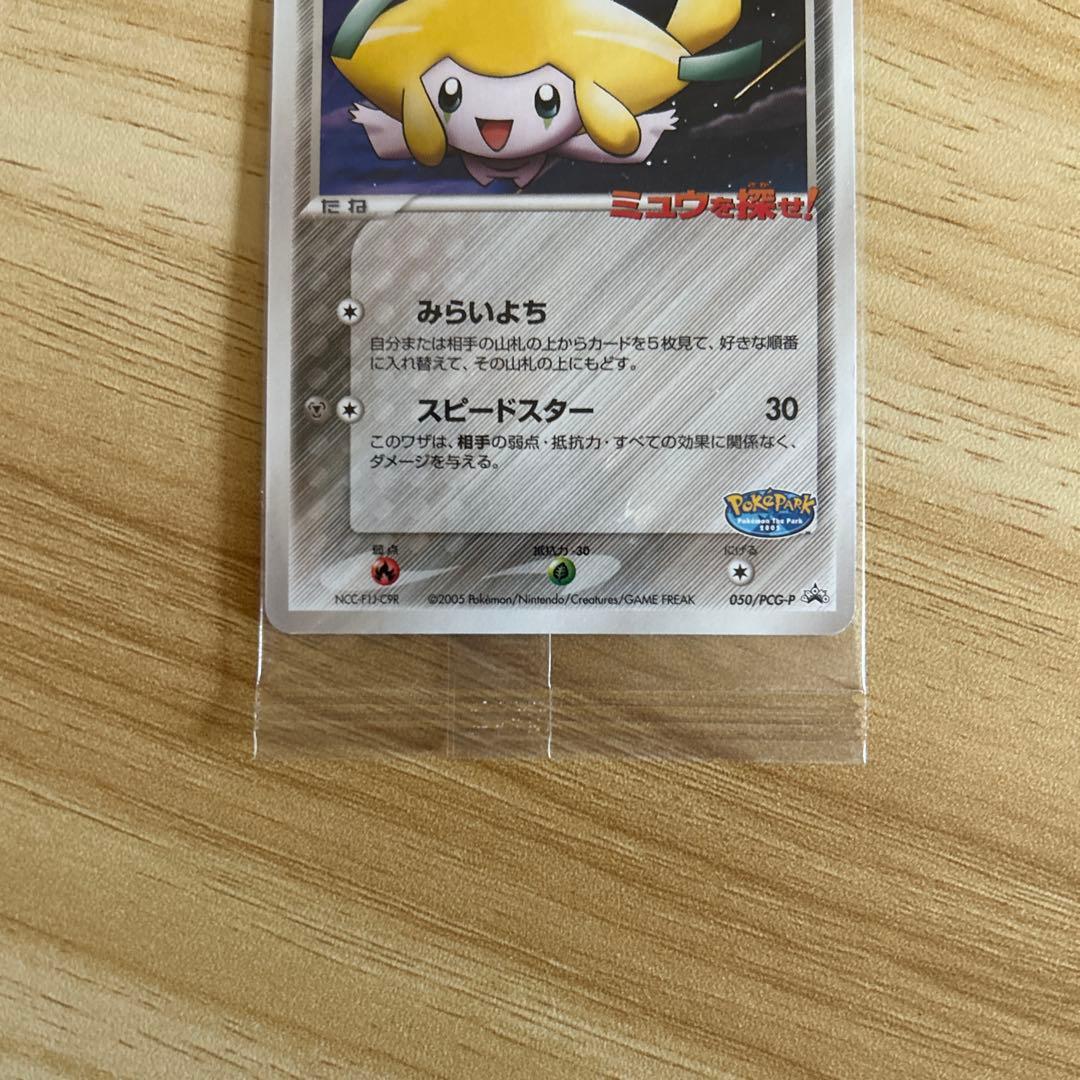 たね
ミュウを探せ!
さが
みらいよち
自分または相手の山札の上からカードを5枚見て、好きな順番
に入れ替えて、その山札の上にもどす。
スピードスター 30
このワザは、相手の弱点・抵抗力・すべての効果に関係なく、
ダメージを与える。
POKéPARK
Pokémon The Park
2005
弱点 抵抗力 -30 にげる
NCC-F1J-C9R ©2005 Pokémon/Nintendo/Creatures/GAME FREAK 050/PCG-P